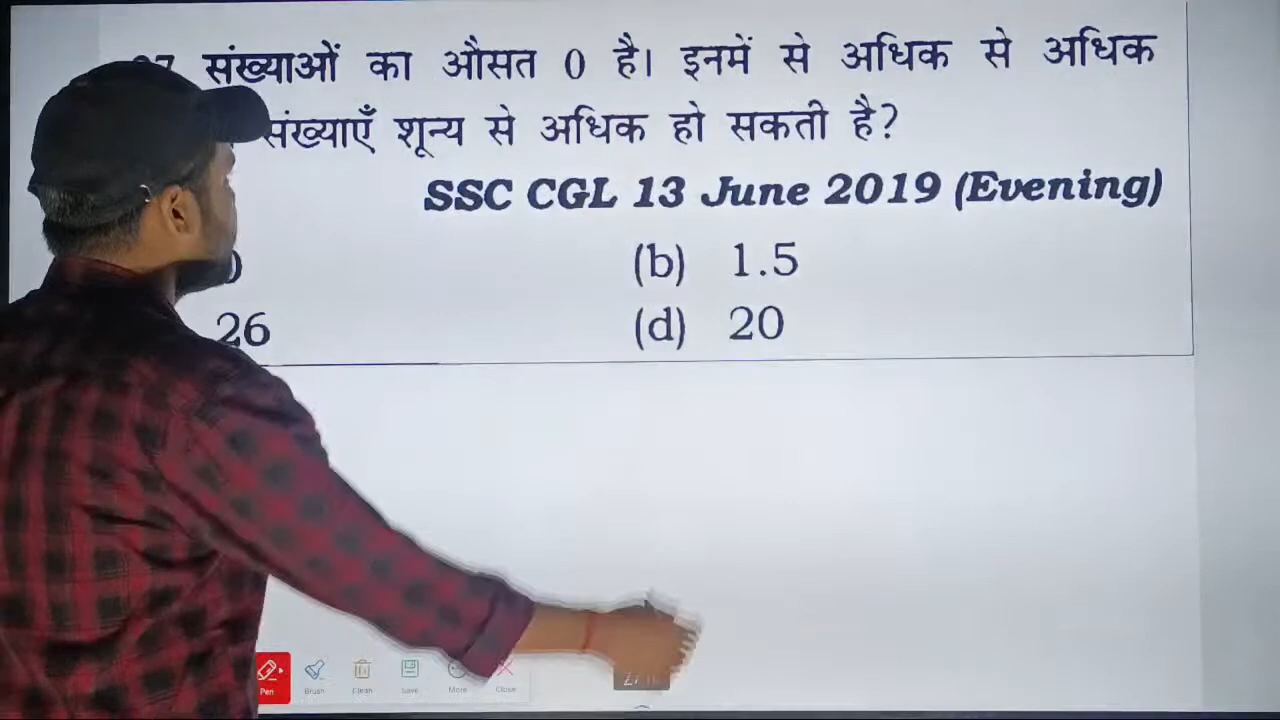 संख्याओं का औसत 0 है। इनमें से अधिक से अधिक
संख्याएँ शून्य से अधिक हो सकती है?
SSC CGL 13 June 2019 (Evening)
(b) 1.5
26
(d) 20
Pen Brush Clean Save More Close